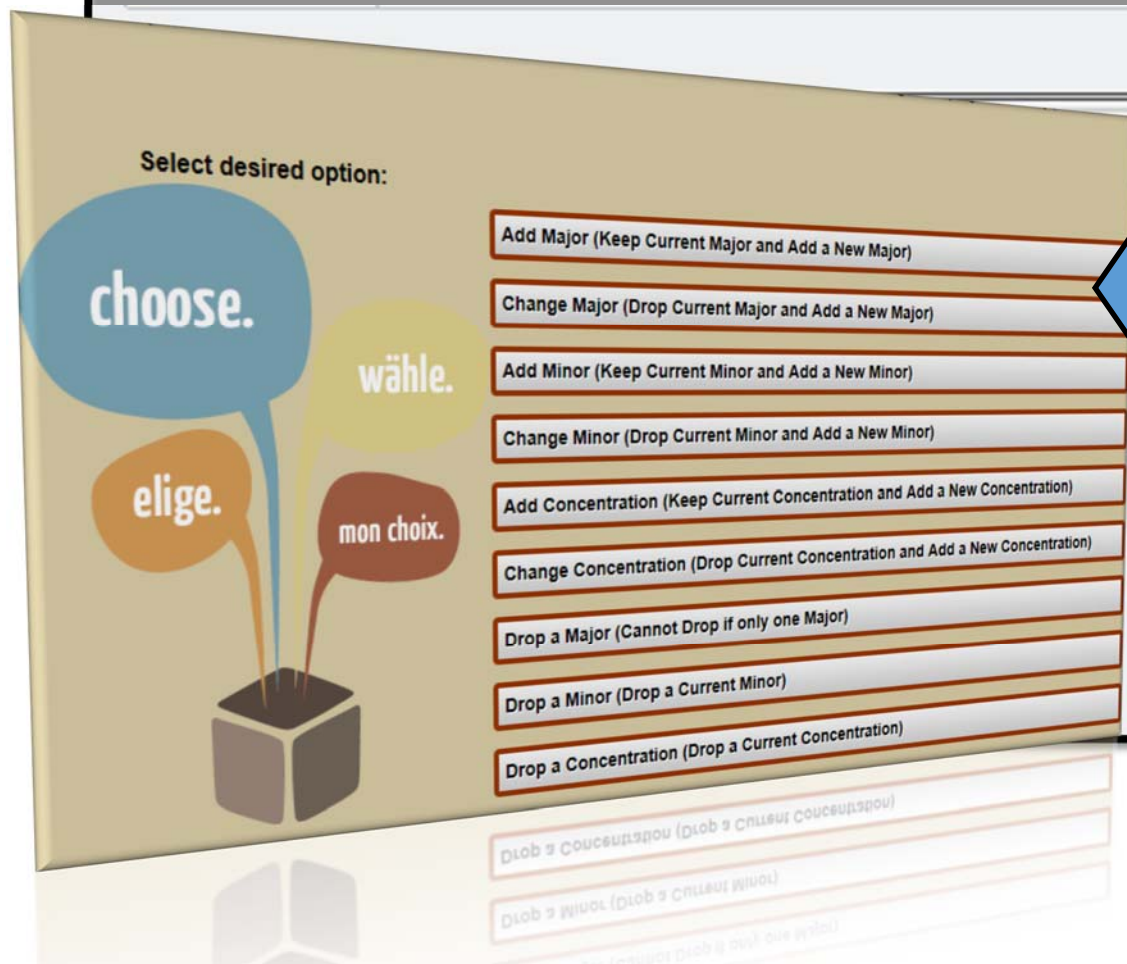 Select desired option:
choose.
wähle.
elige.
mon choix.
Add Major (Keep Current Major and Add a New Major)
Change Major (Drop Current Major and Add a New Major)
Add Minor (Keep Current Minor and Add a New Minor)
Change Minor (Drop Current Minor and Add a New Minor)
Add Concentration (Keep Current Concentration and Add a New Concentration)
Change Concentration (Drop Current Concentration and Add a New Concentration)
Drop a Major (Cannot Drop if only one Major)
Drop a Minor (Drop a Current Minor)
Drop a Concentration (Drop a Current Concentration)